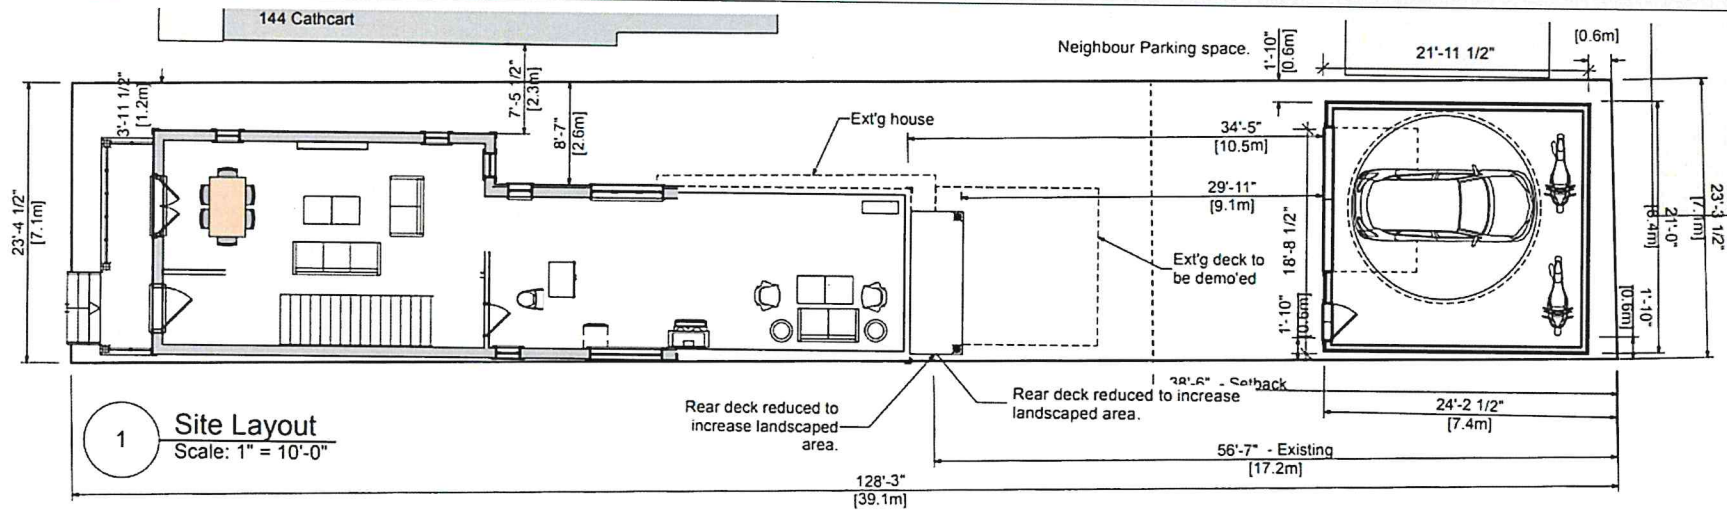 144 Cathcart
Neighbour Parking space.
1'-10"
[0.6m]
21'-11 1/2"
[0.6m]
3'-11 1/2"
[1.2m]
7'-5 1/2"
[2.3m]
8'-7"
[2.6m]
Ext'g house
34'-5"
[10.5m]
29'-11"
[9.1m]
23'-4 1/2"
[7.1m]
18'-8 1/2"
21'-0"
[6.4m]
23'-3 1/2"
[7.1m]
Ext'g deck to
be demo'ed
1'-10"
[0.6m]
1'-10"
[0.6m]
38'-6" - Setback
Rear deck reduced to
increase landscaped
area.
Rear deck reduced to increase
landscaped area.
24'-2 1/2"
[7.4m]
1
Site Layout
Scale: 1" = 10'-0"
56'-7" - Existing
[17.2m]
128'-3"
[39.1m]